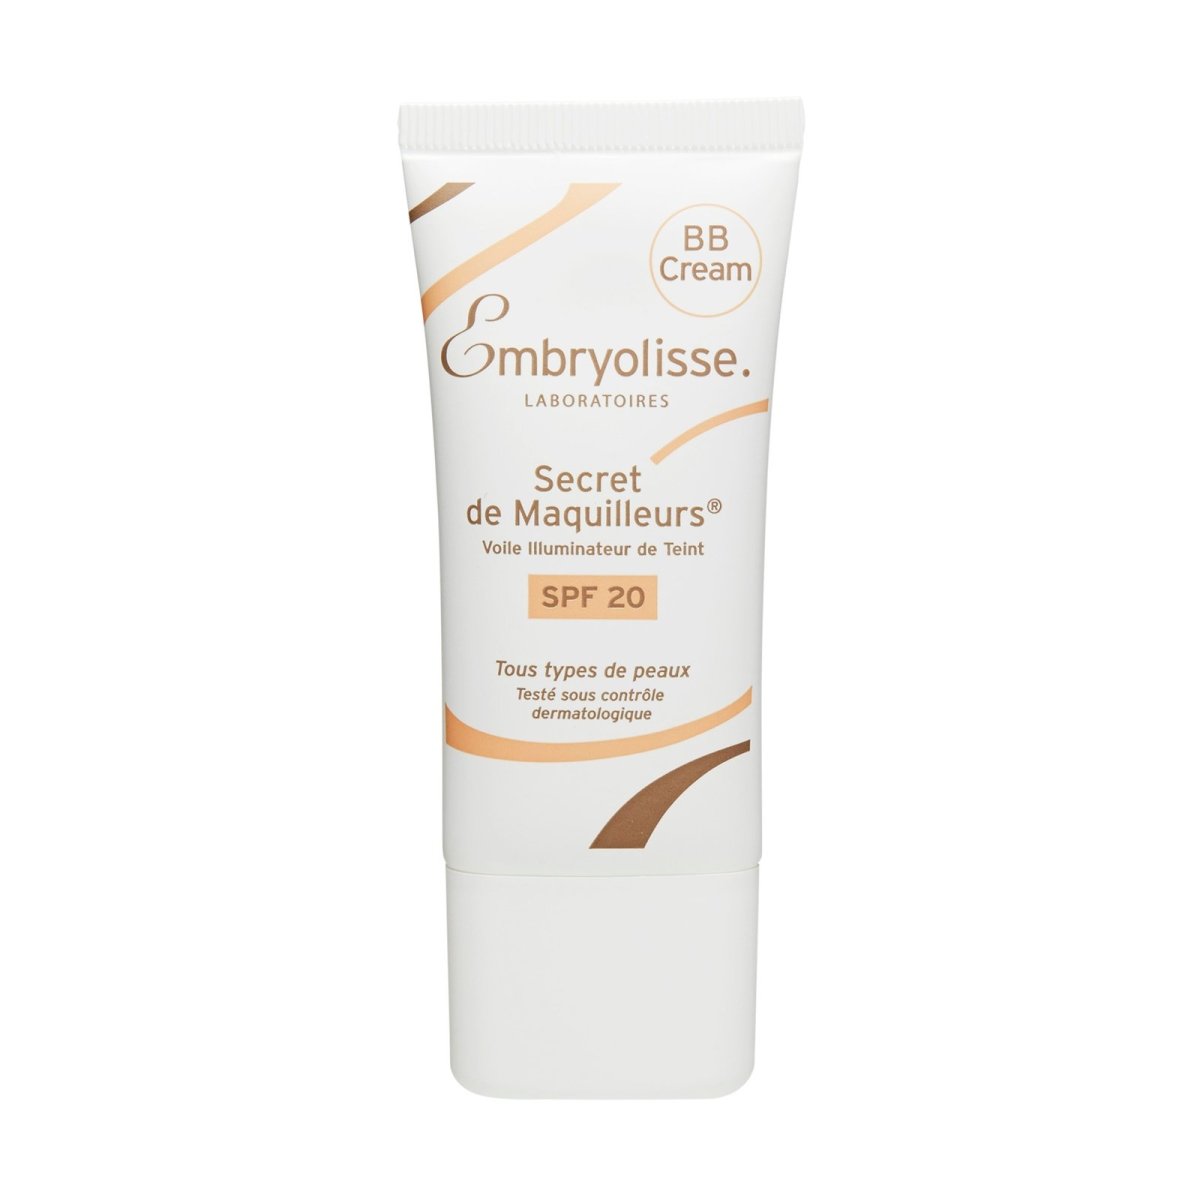 BB
Cream
Embryolisse.
LABORATOIRES
Secret
de Maquilleurs®
Voile Illuminateur de Teint
SPF 20
Tous types de peaux
Testé sous contrôle
dermatologique